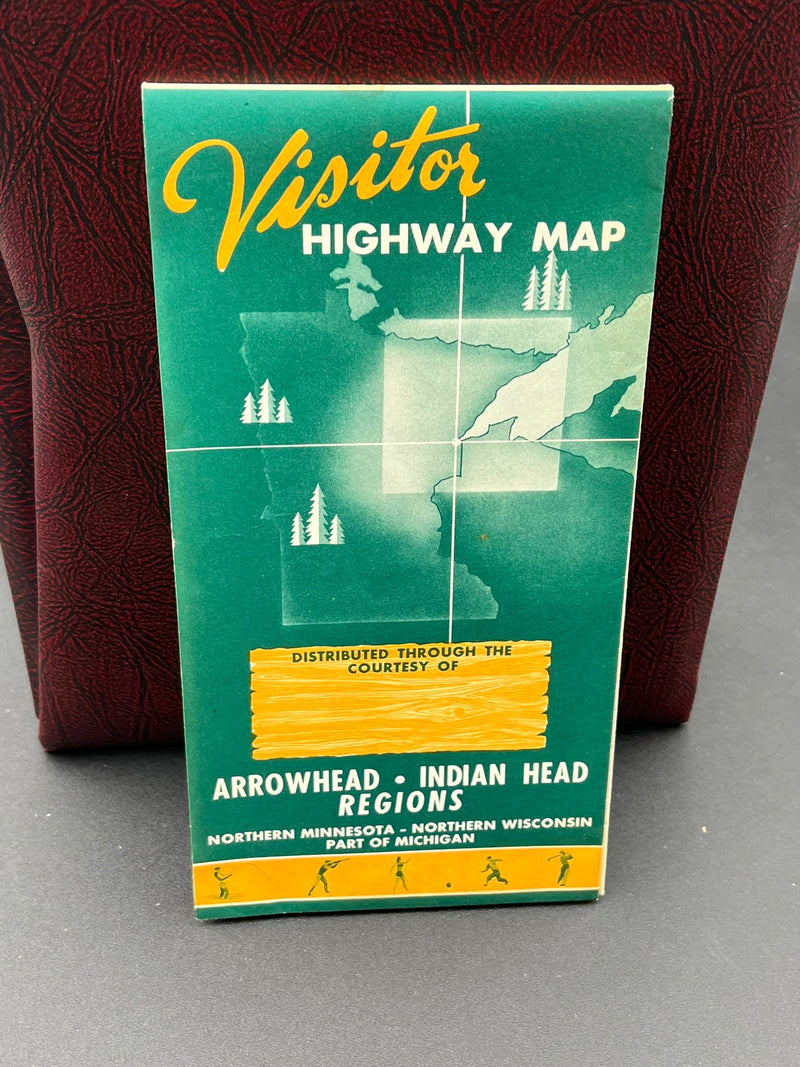 Visitor
HIGHWAY MAP
DISTRIBUTED THROUGH THE
COURTESY OF
ARROWHEAD • INDIAN HEAD
REGIONS
NORTHERN MINNESOTA - NORTHERN WISCONSIN
PART OF MICHIGAN